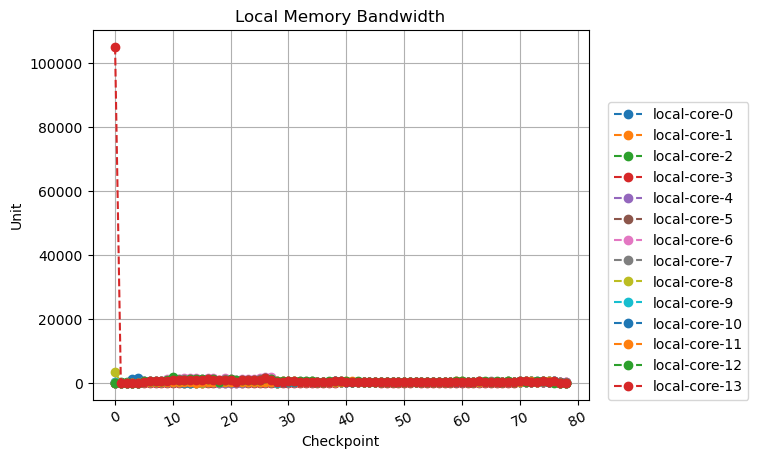 Local Memory Bandwidth
Unit
100000
80000
60000
40000
20000
0
0 10 20 30 40 50 60 70 80
Checkpoint
local-core-0
local-core-1
local-core-2
local-core-3
local-core-4
local-core-5
local-core-6
local-core-7
local-core-8
local-core-9
local-core-10
local-core-11
local-core-12
local-core-13